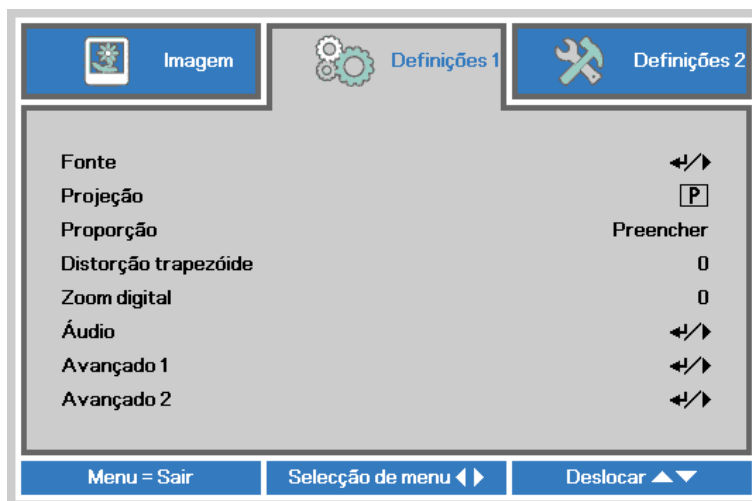 Imagem Definições 1 Definições 2
Fonte ↵/▶
Projeção P
Proporção Preencher
Distorção trapezóide 0
Zoom digital 0
Áudio ↵/▶
Avançado 1 ↵/▶
Avançado 2 ↵/▶
Menu = Sair Selecção de menu ◀▶ Deslocar ▲▼